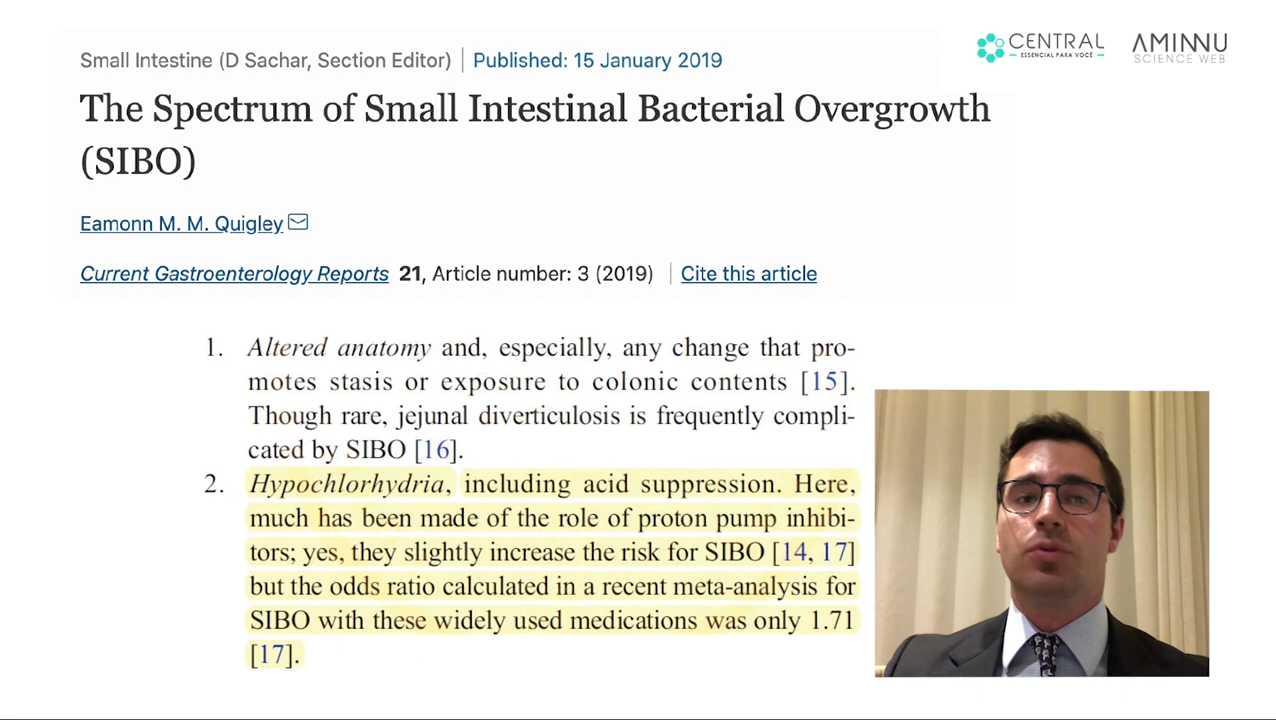 CENTRAL
ESSENCIAL PARA VOCÊ
AMINNU
SCIENCE WEB
Small Intestine (D Sachar, Section Editor) | Published: 15 January 2019
The Spectrum of Small Intestinal Bacterial Overgrowth
(SIBO)
Eamonn M. M. Quigley
Current Gastroenterology Reports 21, Article number: 3 (2019) | Cite this article
1. Altered anatomy and, especially, any change that pro-
motes stasis or exposure to colonic contents [15].
Though rare, jejunal diverticulosis is frequently compli-
cated by SIBO [16].
2. Hypochlorhydria, including acid suppression. Here,
much has been made of the role of proton pump inhibi-
tors; yes, they slightly increase the risk for SIBO [14, 17]
but the odds ratio calculated in a recent meta-analysis for
SIBO with these widely used medications was only 1.71
[17].